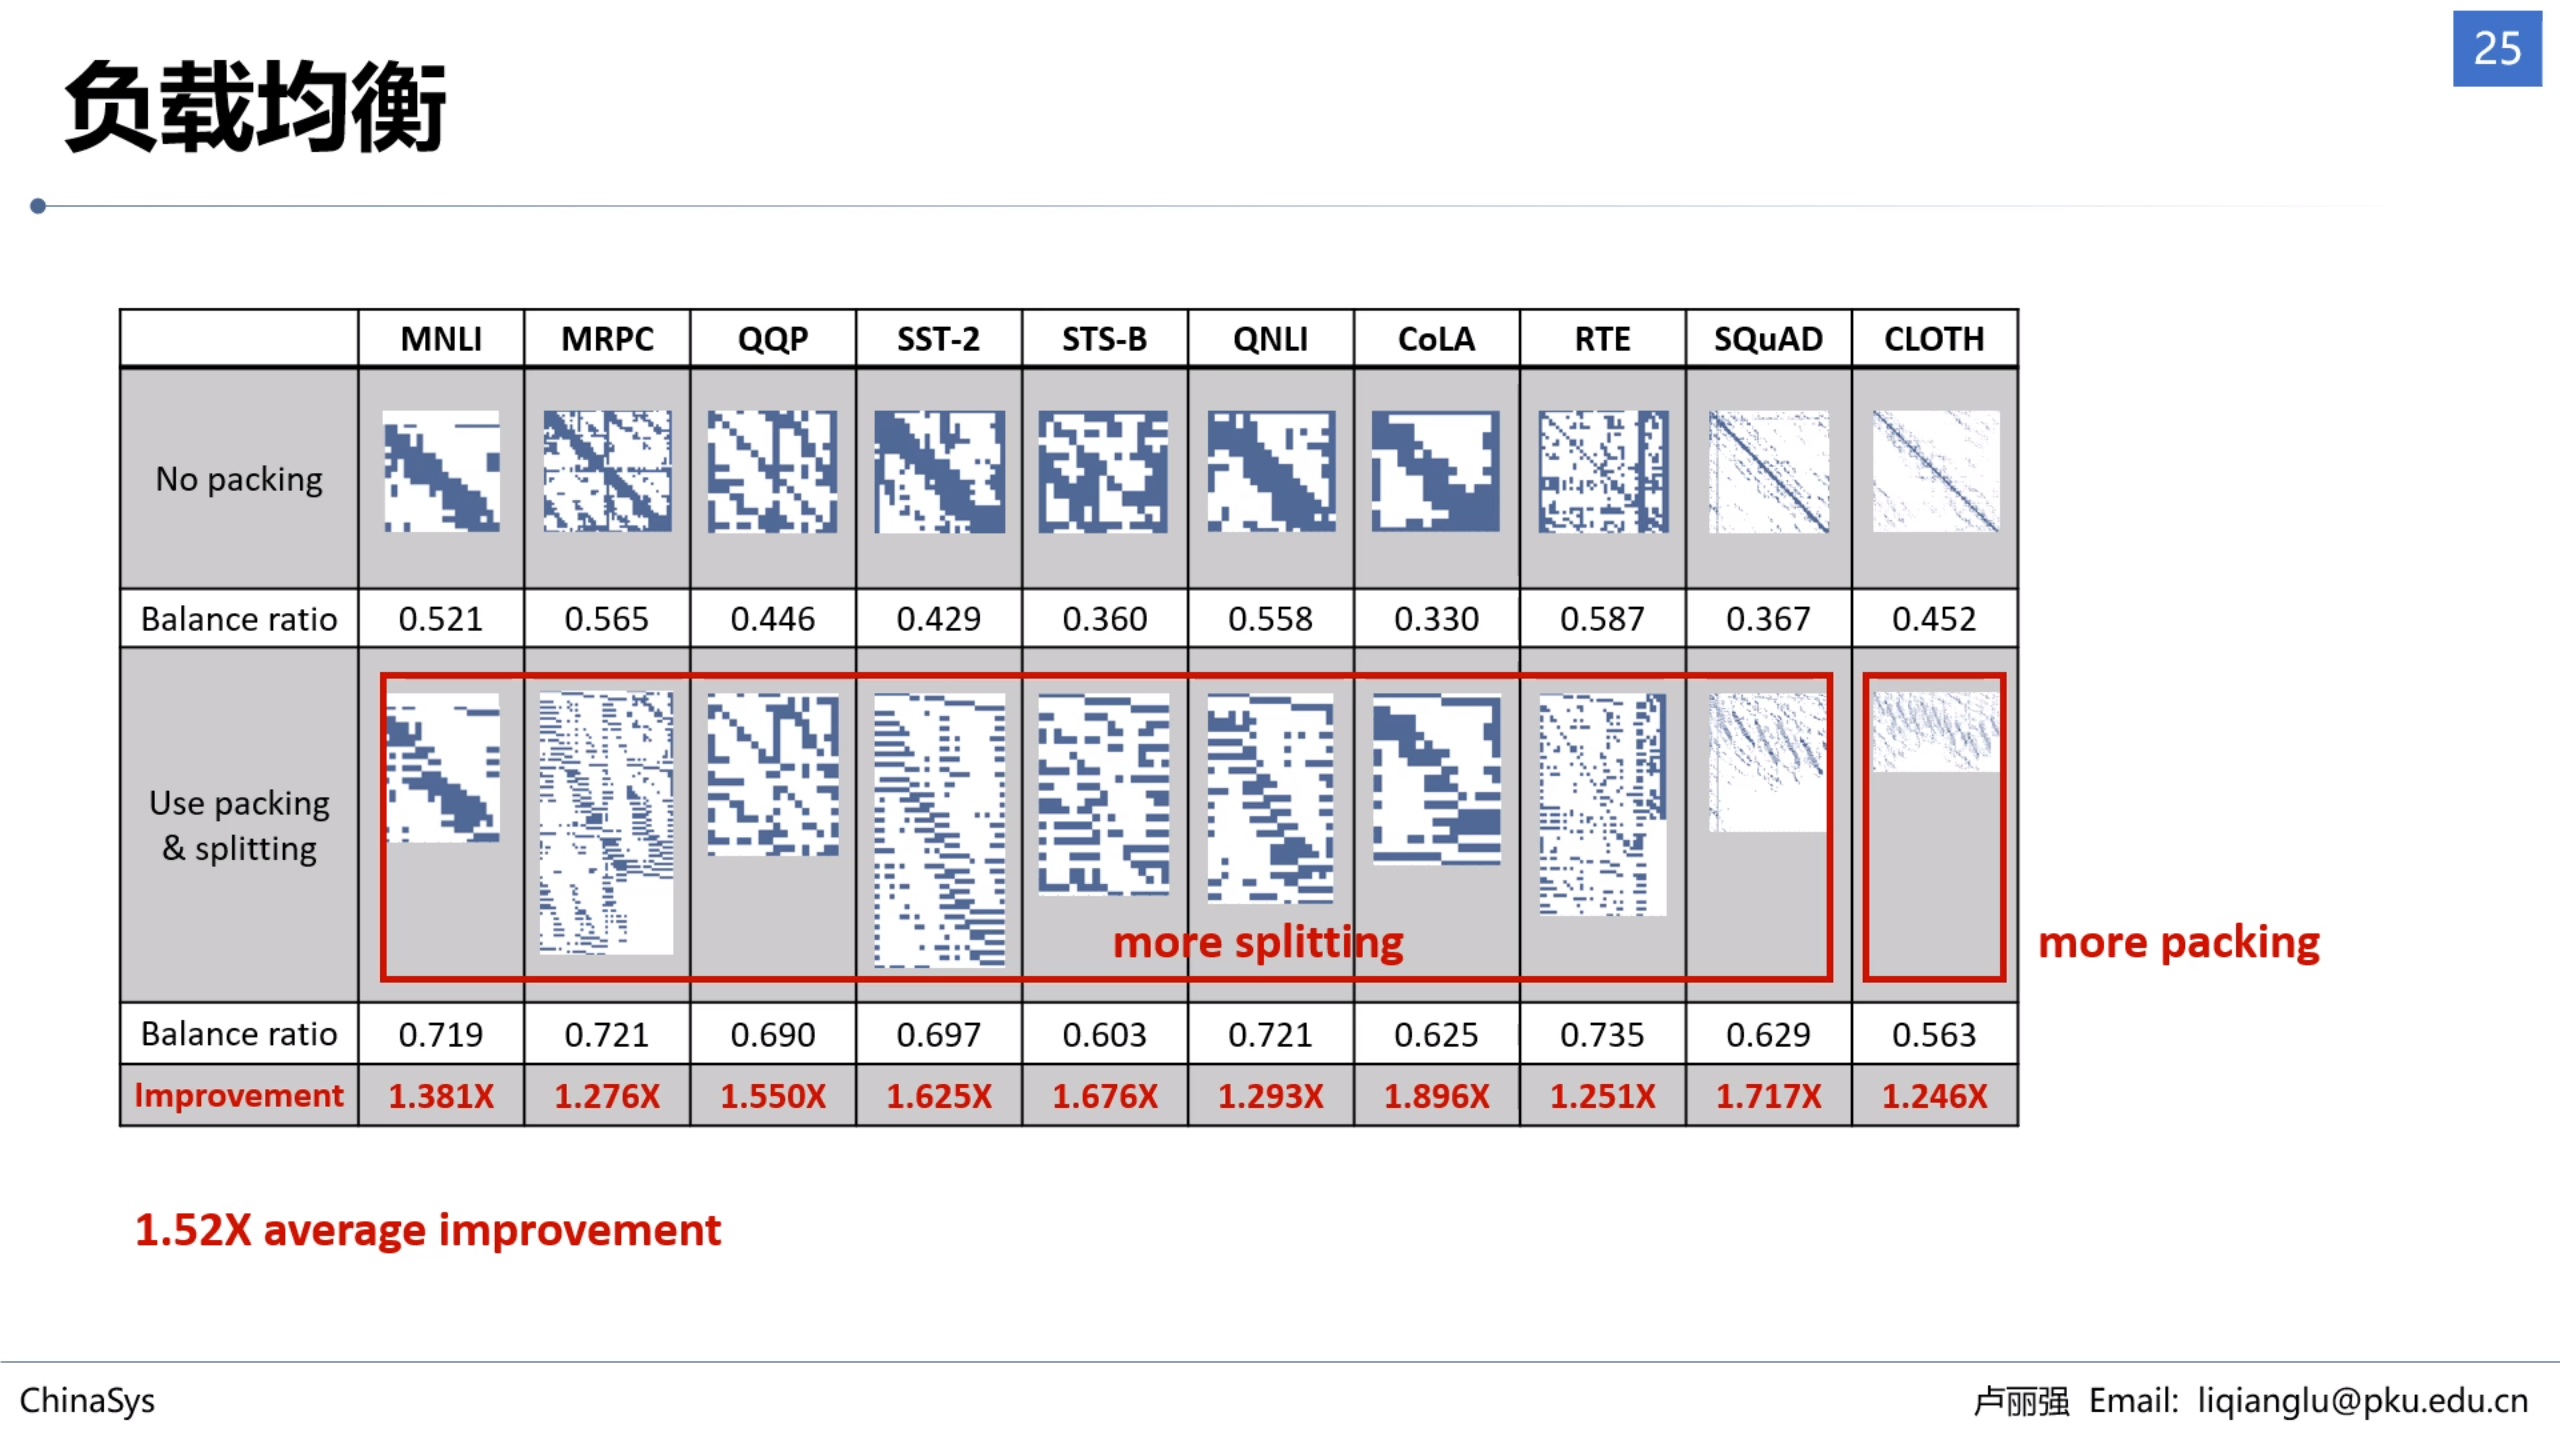 25
负载均衡
MNLI MRPC QQP SST-2 STS-B QNLI CoLA RTE SQuAD CLOTH
No packing
Balance ratio 0.521 0.565 0.446 0.429 0.360 0.558 0.330 0.587 0.367 0.452
Use packing
& splitting
more splitting
more packing
Balance ratio 0.719 0.721 0.690 0.697 0.603 0.721 0.625 0.735 0.629 0.563
Improvement 1.381X 1.276X 1.550X 1.625X 1.676X 1.293X 1.896X 1.251X 1.717X 1.246X
1.52X average improvement
ChinaSys
卢丽强 Email: liqianglu@pku.edu.cn